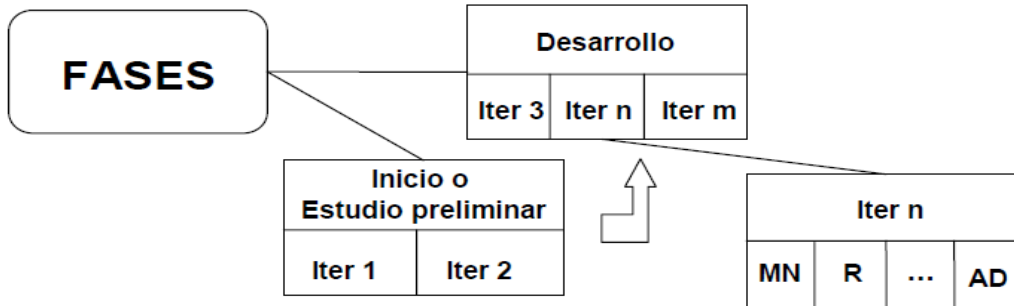 FASES
Desarrollo
Iter 3 Iter n Iter m
Inicio o
Estudio preliminar
Iter 1 Iter 2
Iter n
MN R ... AD